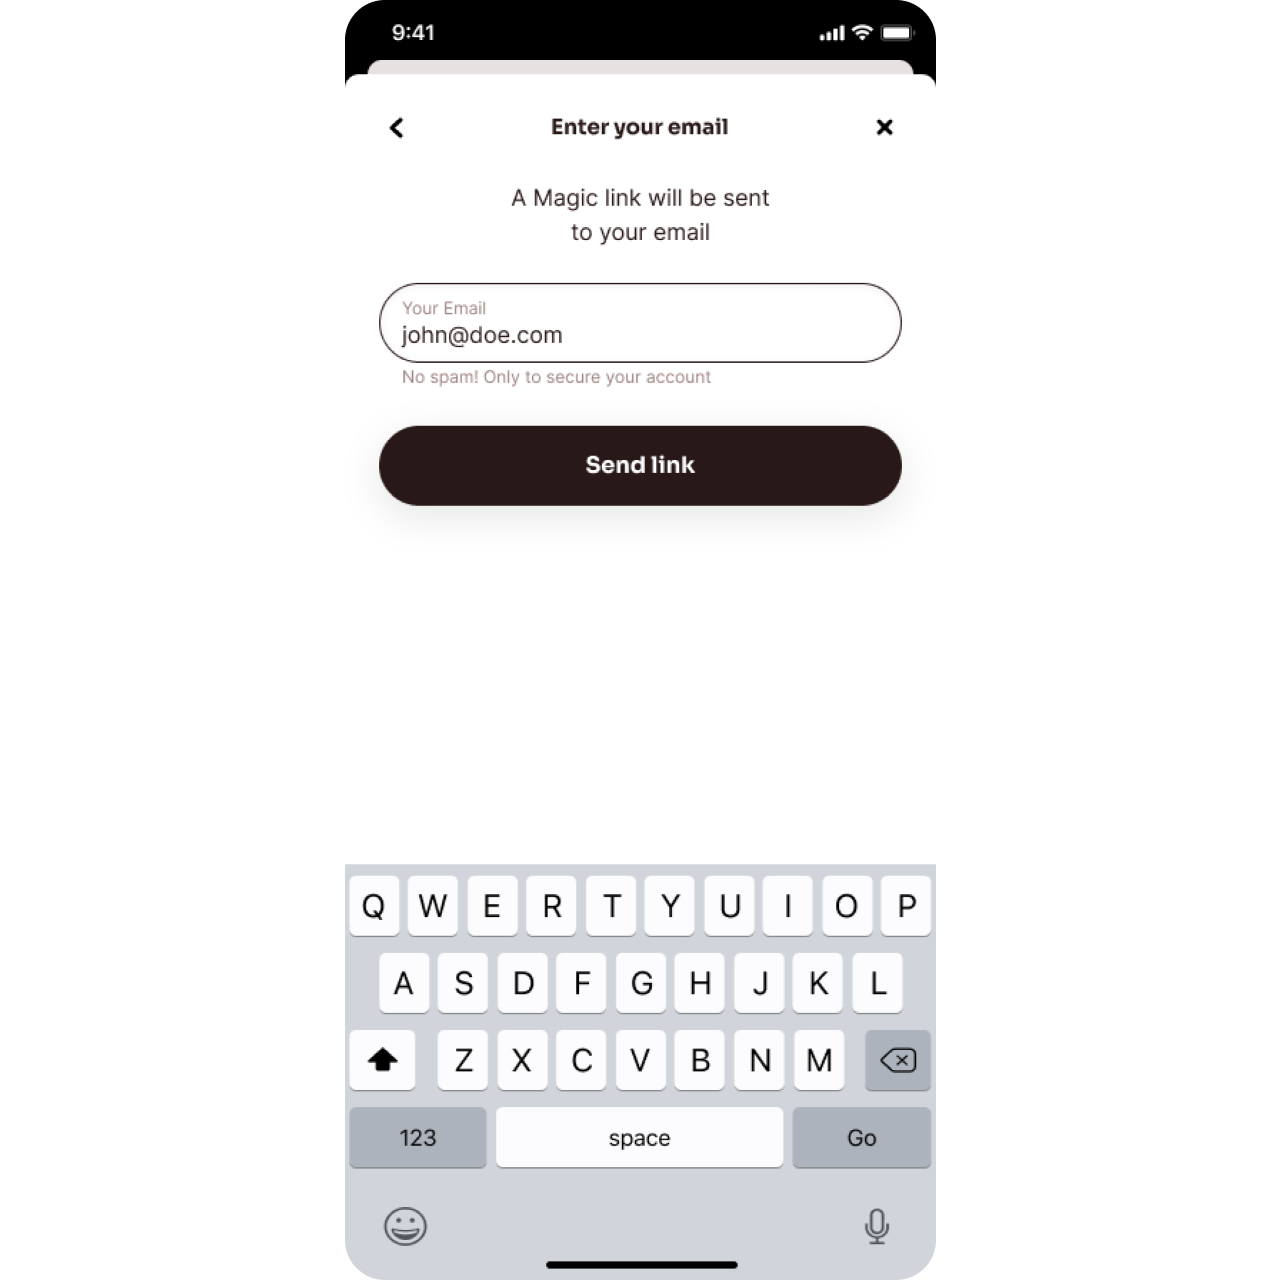 9:41
Enter your email
A Magic link will be sent
to your email
Your Email
john@doe.com
No spam! Only to secure your account
Send link
Q W E R T Y U I O P
A S D F G H J K L
Z X C V B N M
123 space Go